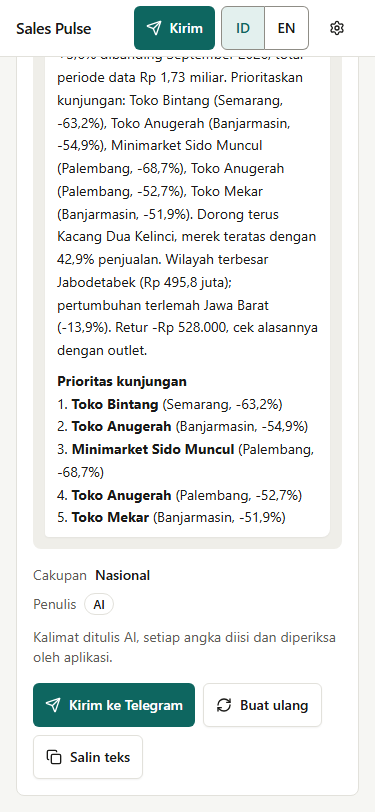 Sales Pulse
Kirim
ID
EN
periode data Rp 1,73 miliar. Prioritaskan
kunjungan: Toko Bintang (Semarang,
-63,2%), Toko Anugerah (Banjarmasin,
-54,9%), Minimarket Sido Muncul
(Palembang, -68,7%), Toko Anugerah
(Palembang, -52,7%), Toko Mekar
(Banjarmasin, -51,9%). Dorong terus
Kacang Dua Kelinci, merek teratas dengan
42,9% penjualan. Wilayah terbesar
Jabodetabek (Rp 495,8 juta);
pertumbuhan terlemah Jawa Barat
(-13,9%). Retur -Rp 528.000, cek alasannya
dengan outlet.
Prioritas kunjungan
1. Toko Bintang (Semarang, -63,2%)
2. Toko Anugerah (Banjarmasin, -54,9%)
3. Minimarket Sido Muncul (Palembang,
-68,7%)
4. Toko Anugerah (Palembang, -52,7%)
5. Toko Mekar (Banjarmasin, -51,9%)
Cakupan Nasional
Penulis AI
Kalimat ditulis AI, setiap angka diisi dan diperiksa
oleh aplikasi.
Kirim ke Telegram
Buat ulang
Salin teks